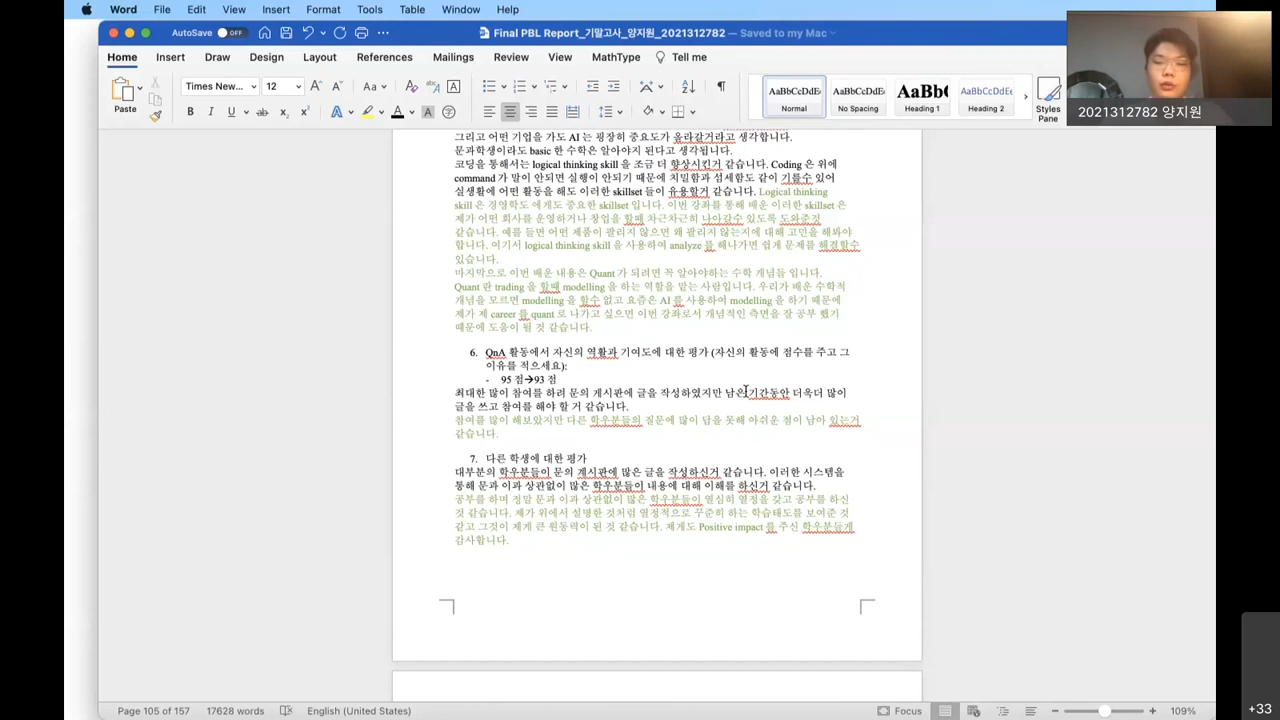 Word File Edit View Insert Format Tools Table Window Help
AutoSave OFF Final PBL Report_기말고사_양지원_2021312782 — Saved to my Mac
Home Insert Draw Design Layout References Mailings Review View MathType Tell me
Paste Times New... 12 Aa
AaBbCcDdEe AaBbCcDdEe AaBbC AaBbCcDdEe
Normal No Spacing Heading 1 Heading 2 Styles Pane
B I U ab x₂ x²
2021312782 양지원
그리고 어떤 기업을 가도 AI 는 굉장히 중요도가 올라갈거라고 생각합니다.
문과학생이라도 basic 한 수학은 알아야지 된다고 생각됩니다.
코딩을 통해서는 logical thinking skill 을 조금 더 향상시킨거 같습니다. Coding 은 위에
command 가 말이 안되면 실행이 안되기 때문에 치밀함과 섬세함도 같이 기를수 있어
실생활에 어떤 활동을 해도 이러한 skillset 들이 유용할거 같습니다. Logical thinking
skill 은 경영학도 에게도 중요한 skillset 입니다. 이번 강좌를 통해 배운 이러한 skillset 은
제가 어떤 회사를 운영하거나 창업을 할때 차근차근히 나아갈수 있도록 도와준것
같습니다. 예를 들면 어떤 제품이 팔리지 않으면 왜 팔리지 않는지에 대해 고민을 해봐야
합니다. 여기서 logical thinking skill 을 사용하여 analyze 를 해나가면 쉽게 문제를 해결할수
있습니다.
마지막으로 이번 배운 내용은 Quant 가 되려면 꼭 알아야하는 수학 개념들 입니다.
Quant 란 trading 을 할때 modelling 을 하는 역할을 맡는 사람입니다. 우리가 배운 수학적
개념을 모르면 modelling 을 할수 없고 요즘은 AI 를 사용하여 modelling 을 하기 때문에
제가 제 career 를 quant 로 나가고 싶으면 이번 강좌로서 개념적인 측면을 잘 공부 했기
때문에 도움이 될 것 같습니다.
6. QnA 활동에서 자신의 역활과 기여도에 대한 평가 (자신의 활동에 점수를 주고 그
이유를 적으세요):
- 95 점→93 점
최대한 많이 참여를 하려 문의 게시판에 글을 작성하였지만 남은 기간동안 더욱더 많이
글을 쓰고 참여를 해야 할 거 같습니다.
참여를 많이 해보았지만 다른 학우분들의 질문에 많이 답을 못해 아쉬운 점이 남아 있는거
같습니다.
7. 다른 학생에 대한 평가
대부분의 학우분들이 문의 게시판에 많은 글을 작성하신거 같습니다. 이러한 시스템을
통해 문과 이과 상관없이 많은 학우분들이 내용에 대해 이해를 하신거 같습니다.
공부를 하며 정말 문과 이과 상관없이 많은 학우분들이 열심히 열정을 갖고 공부를 하신
것 같습니다. 제가 위에서 설명한 것처럼 열정적으로 꾸준히 하는 학습태도를 보여준 것
같고 그것이 제게 큰 원동력이 된 것 같습니다. 제게도 Positive impact 를 주신 학우분들게
감사합니다.
Page 105 of 157 17628 words English (United States) Focus 109%
+33